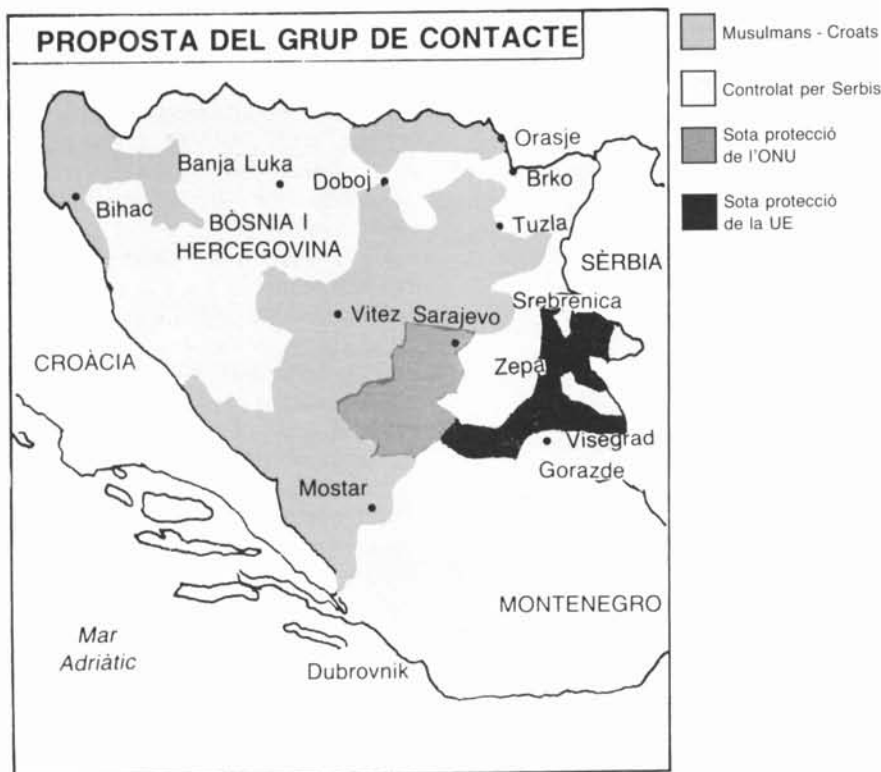 PROPOSTA DEL GRUP DE CONTACTE
Musulmans - Croats
Controlat per Serbis
Sota protecció
de l'ONU
Sota protecció
de la UE
Orasje
Banja Luka
Doboj
Brko
Bihac
Tuzla
BÒSNIA I
HERCEGOVINA
SÈRBIA
Srebrenica
Vitez
Sarajevo
CROÀCIA
Zepa
Visegrad
Gorazde
Mostar
MONTENEGRO
Mar
Adriàtic
Dubrovnik